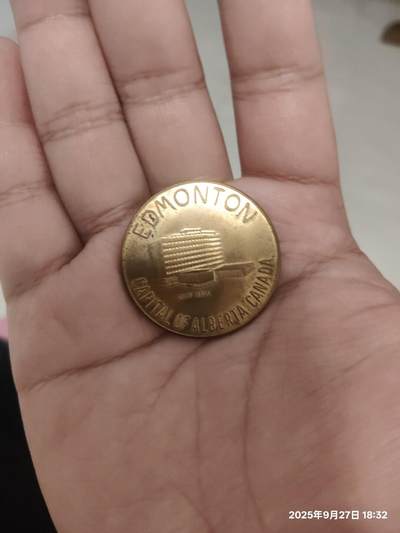 EDMONTON
CAPITAL OF ALBERTA CANADA
2025年9月27日 18:32